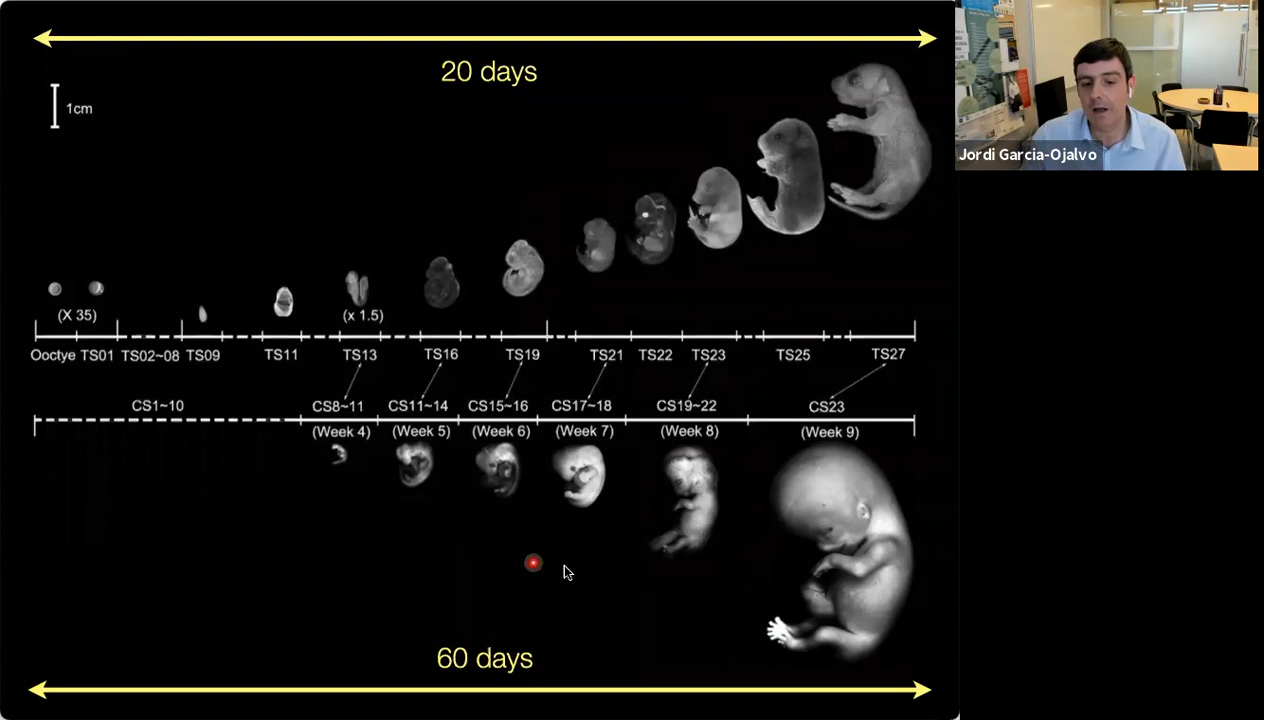 20 days
1cm
Jordi Garcia-Ojalvo
(X 35)
(x 1.5)
Ooctye TS01 TS02~08 TS09 TS11 TS13 TS16 TS19 TS21 TS22 TS23 TS25 TS27
CS1~10 CS8~11 CS11~14 CS15~16 CS17~18 CS19~22 CS23
(Week 4) (Week 5) (Week 6) (Week 7) (Week 8) (Week 9)
60 days